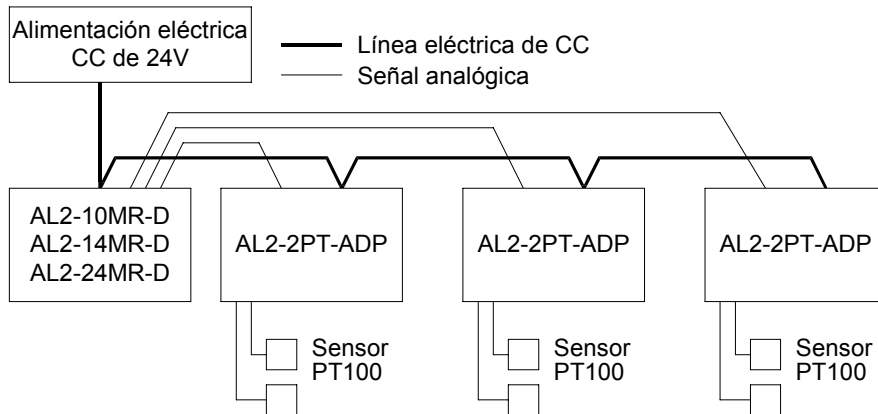 Alimentación eléctrica
CC de 24V
Línea eléctrica de CC
Señal analógica
AL2-10MR-D
AL2-14MR-D
AL2-24MR-D
AL2-2PT-ADP
AL2-2PT-ADP
AL2-2PT-ADP
Sensor
PT100
Sensor
PT100
Sensor
PT100